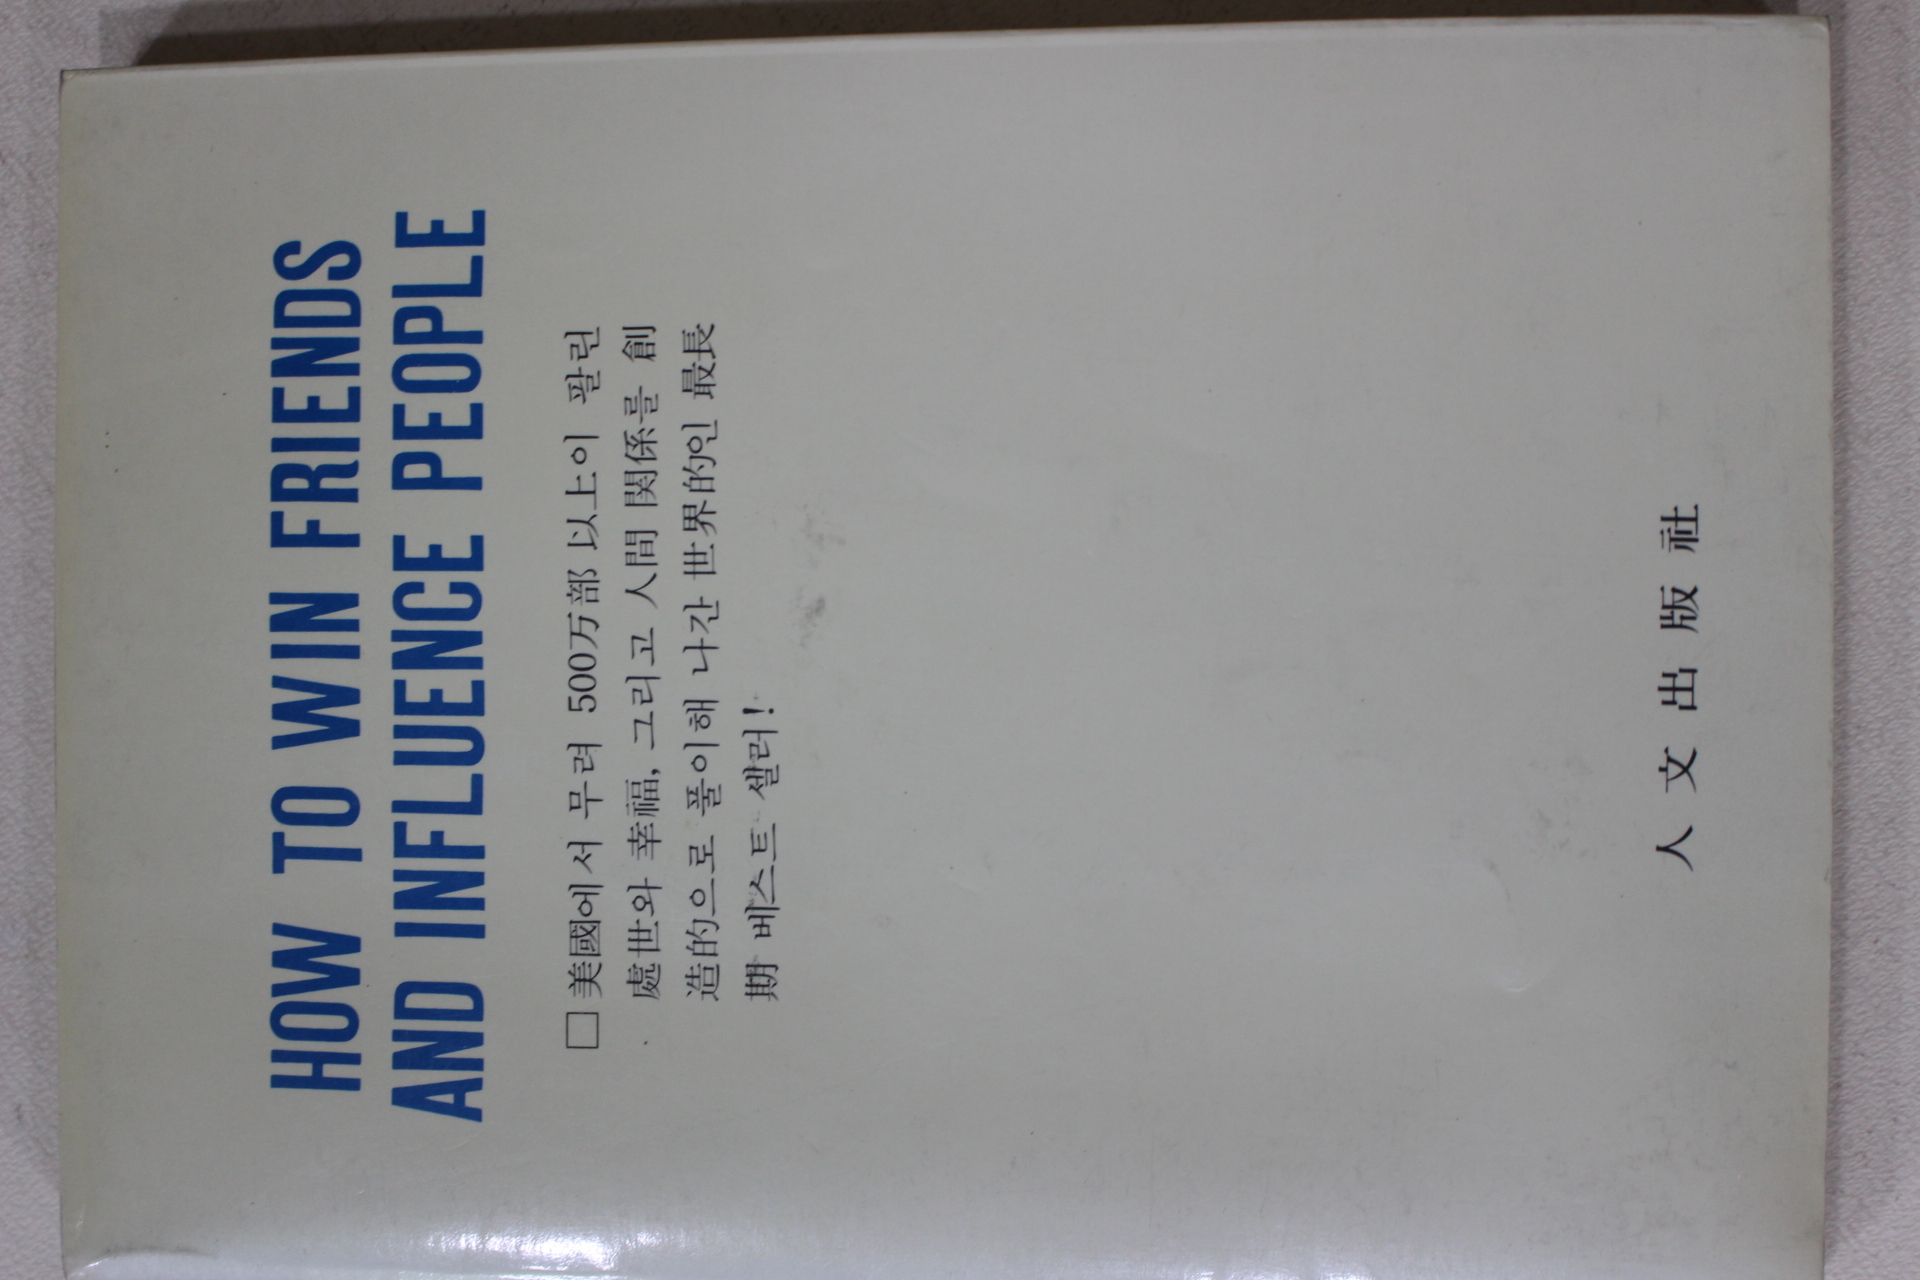 HOW TO WIN FRIENDS
AND INFLUENCE PEOPLE
□ 美國에서 무려 500万部 以上이 팔린
處世와 幸福, 그리고 人間 関係를 創
造的으로 풀이해 나간 世界的인 最長
期 베스트 셀러!
人文出版社